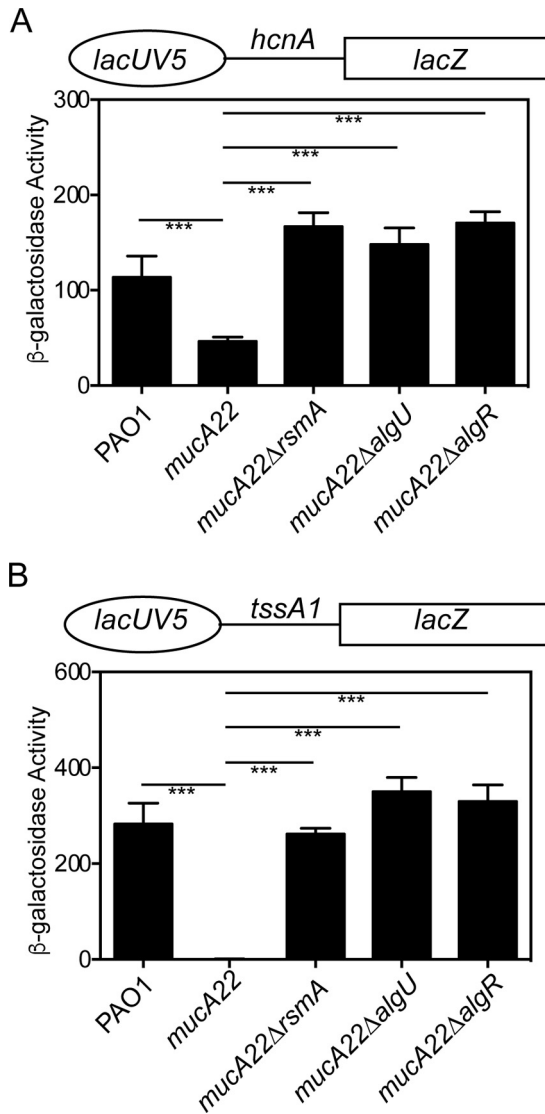 A
hcnA
lacUV5
lacZ
300
200
100
0
β-galactosidase Activity
***
***
***
***
PAO1
mucA22
mucA22ΔrsmA
mucA22ΔalgU
mucA22ΔalgR
B
tssA1
lacUV5
lacZ
600
400
200
0
β-galactosidase Activity
***
***
***
***
PAO1
mucA22
mucA22ΔrsmA
mucA22ΔalgU
mucA22ΔalgR